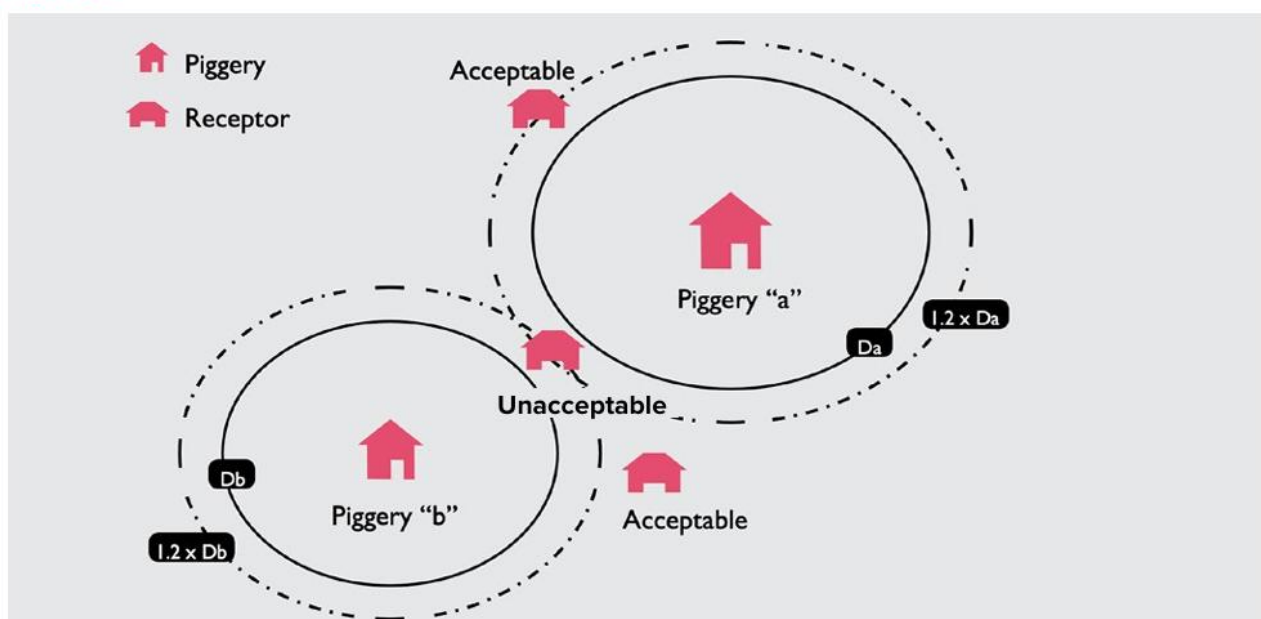 Piggery
Receptor
Acceptable
Piggery “a”
1.2 x Da
Da
Unacceptable
Db
Piggery “b”
Acceptable
1.2 x Db